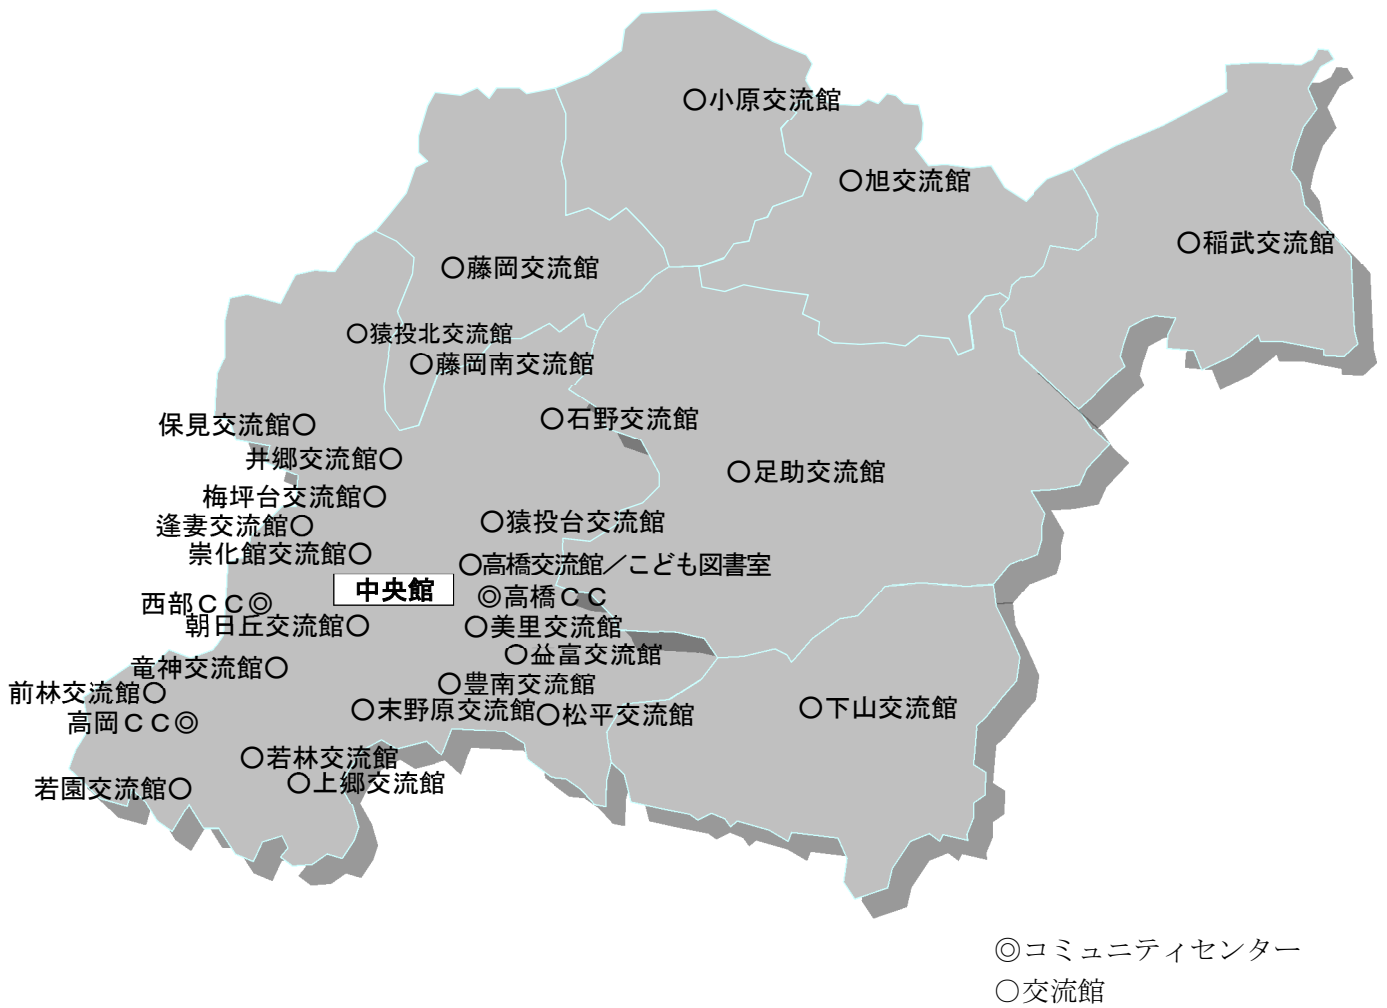 ○小原交流館
○旭交流館
○稲武交流館
○藤岡交流館
○猿投北交流館
○藤岡南交流館
保見交流館○
○石野交流館
井郷交流館○
○足助交流館
梅坪台交流館○
逢妻交流館○
○猿投台交流館
崇化館交流館○
○高橋交流館／こども図書室
中央館
◎高橋ＣＣ
西部ＣＣ◎
朝日丘交流館○
○美里交流館
○益富交流館
竜神交流館○
○豊南交流館
前林交流館○
○末野原交流館
○松平交流館
○下山交流館
高岡ＣＣ◎
○若林交流館
○上郷交流館
若園交流館○
◎コミュニティセンター
○交流館